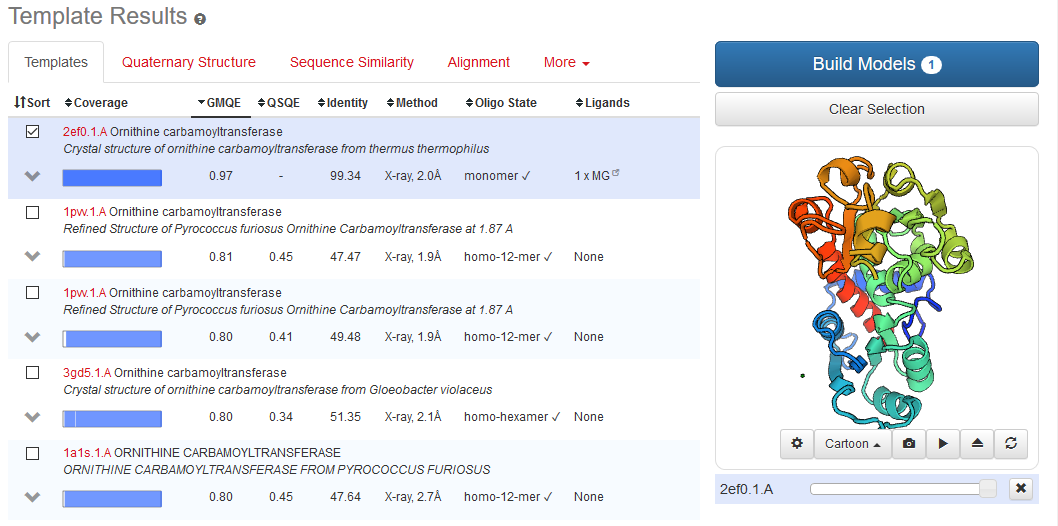 Template Results
Templates Quaternary Structure Sequence Similarity Alignment More
Build Models 1
Clear Selection
Sort Coverage GMQE QSQE Identity Method Oligo State Ligands
2ef0.1.A Ornithine carbamoyltransferase
Crystal structure of ornithine carbamoyltransferase from thermus thermophilus
0.97 - 99.34 X-ray, 2.0Å monomer ✓ 1 x MG
1pvv.1.A Ornithine carbamoyltransferase
Refined Structure of Pyrococcus furiosus Ornithine Carbamoyltransferase at 1.87 A
0.81 0.45 47.47 X-ray, 1.9Å homo-12-mer ✓ None
1pvv.1.A Ornithine carbamoyltransferase
Refined Structure of Pyrococcus furiosus Ornithine Carbamoyltransferase at 1.87 A
0.80 0.41 49.48 X-ray, 1.9Å homo-12-mer ✓ None
3gd5.1.A Ornithine carbamoyltransferase
Crystal structure of ornithine carbamoyltransferase from Gloeobacter violaceus
0.80 0.34 51.35 X-ray, 2.1Å homo-hexamer ✓ None
1a1s.1.A ORNITHINE CARBAMOYLTRANSFERASE
ORNITHINE CARBAMOYLTRANSFERASE FROM PYROCOCCUS FURIOSUS
0.80 0.45 47.64 X-ray, 2.7Å homo-12-mer ✓ None
Cartoon
2ef0.1.A